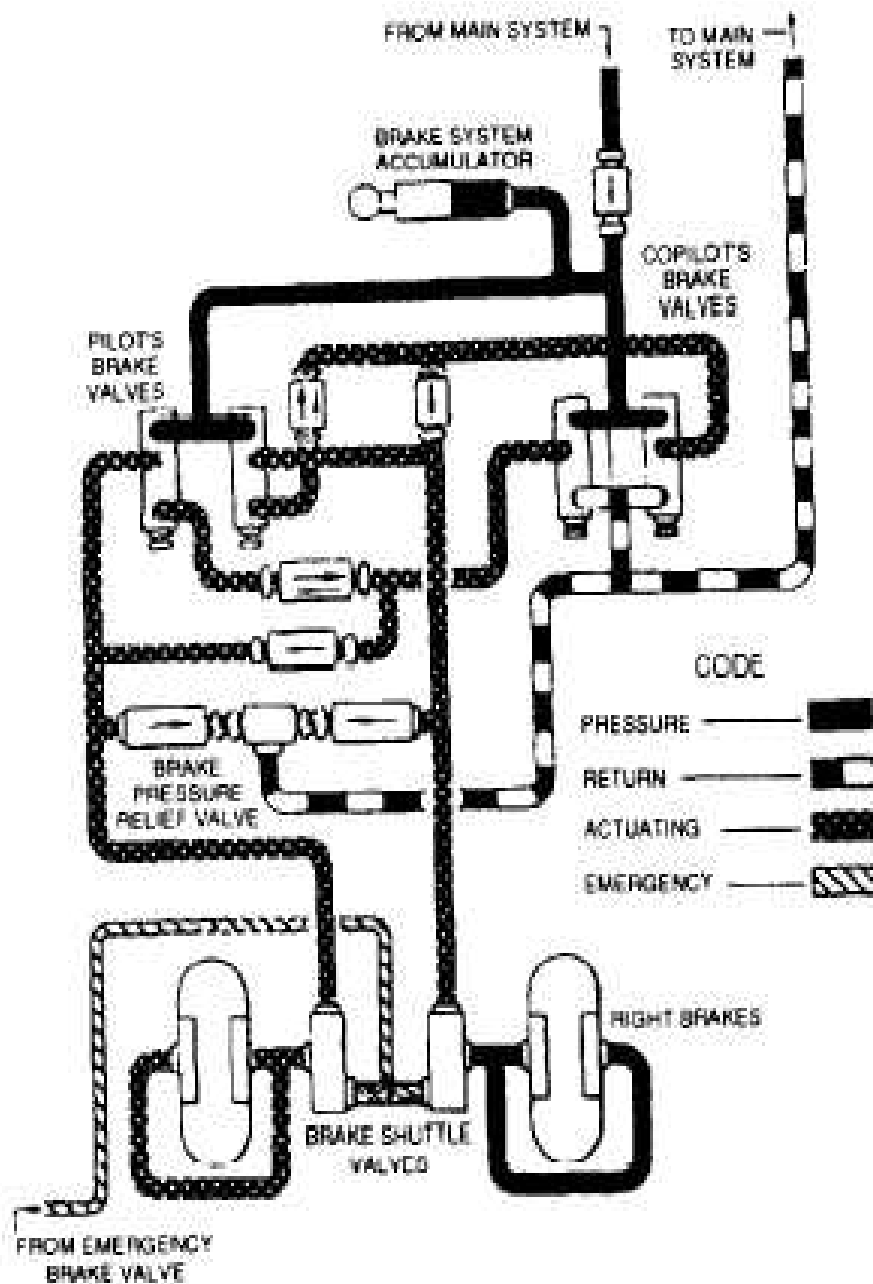 FROM MAIN SYSTEM
TO MAIN
SYSTEM
BRAKE SYSTEM
ACCUMULATOR
COPILOT'S
BRAKE
VALVES
PILOT'S
BRAKE
VALVES
CODE
PRESSURE
RETURN
ACTUATING
EMERGENCY
BRAKE
PRESSURE
RELIEF VALVE
RIGHT BRAKES
BRAKE SHUTTLE
VALVES
FROM EMERGENCY
BRAKE VALVE